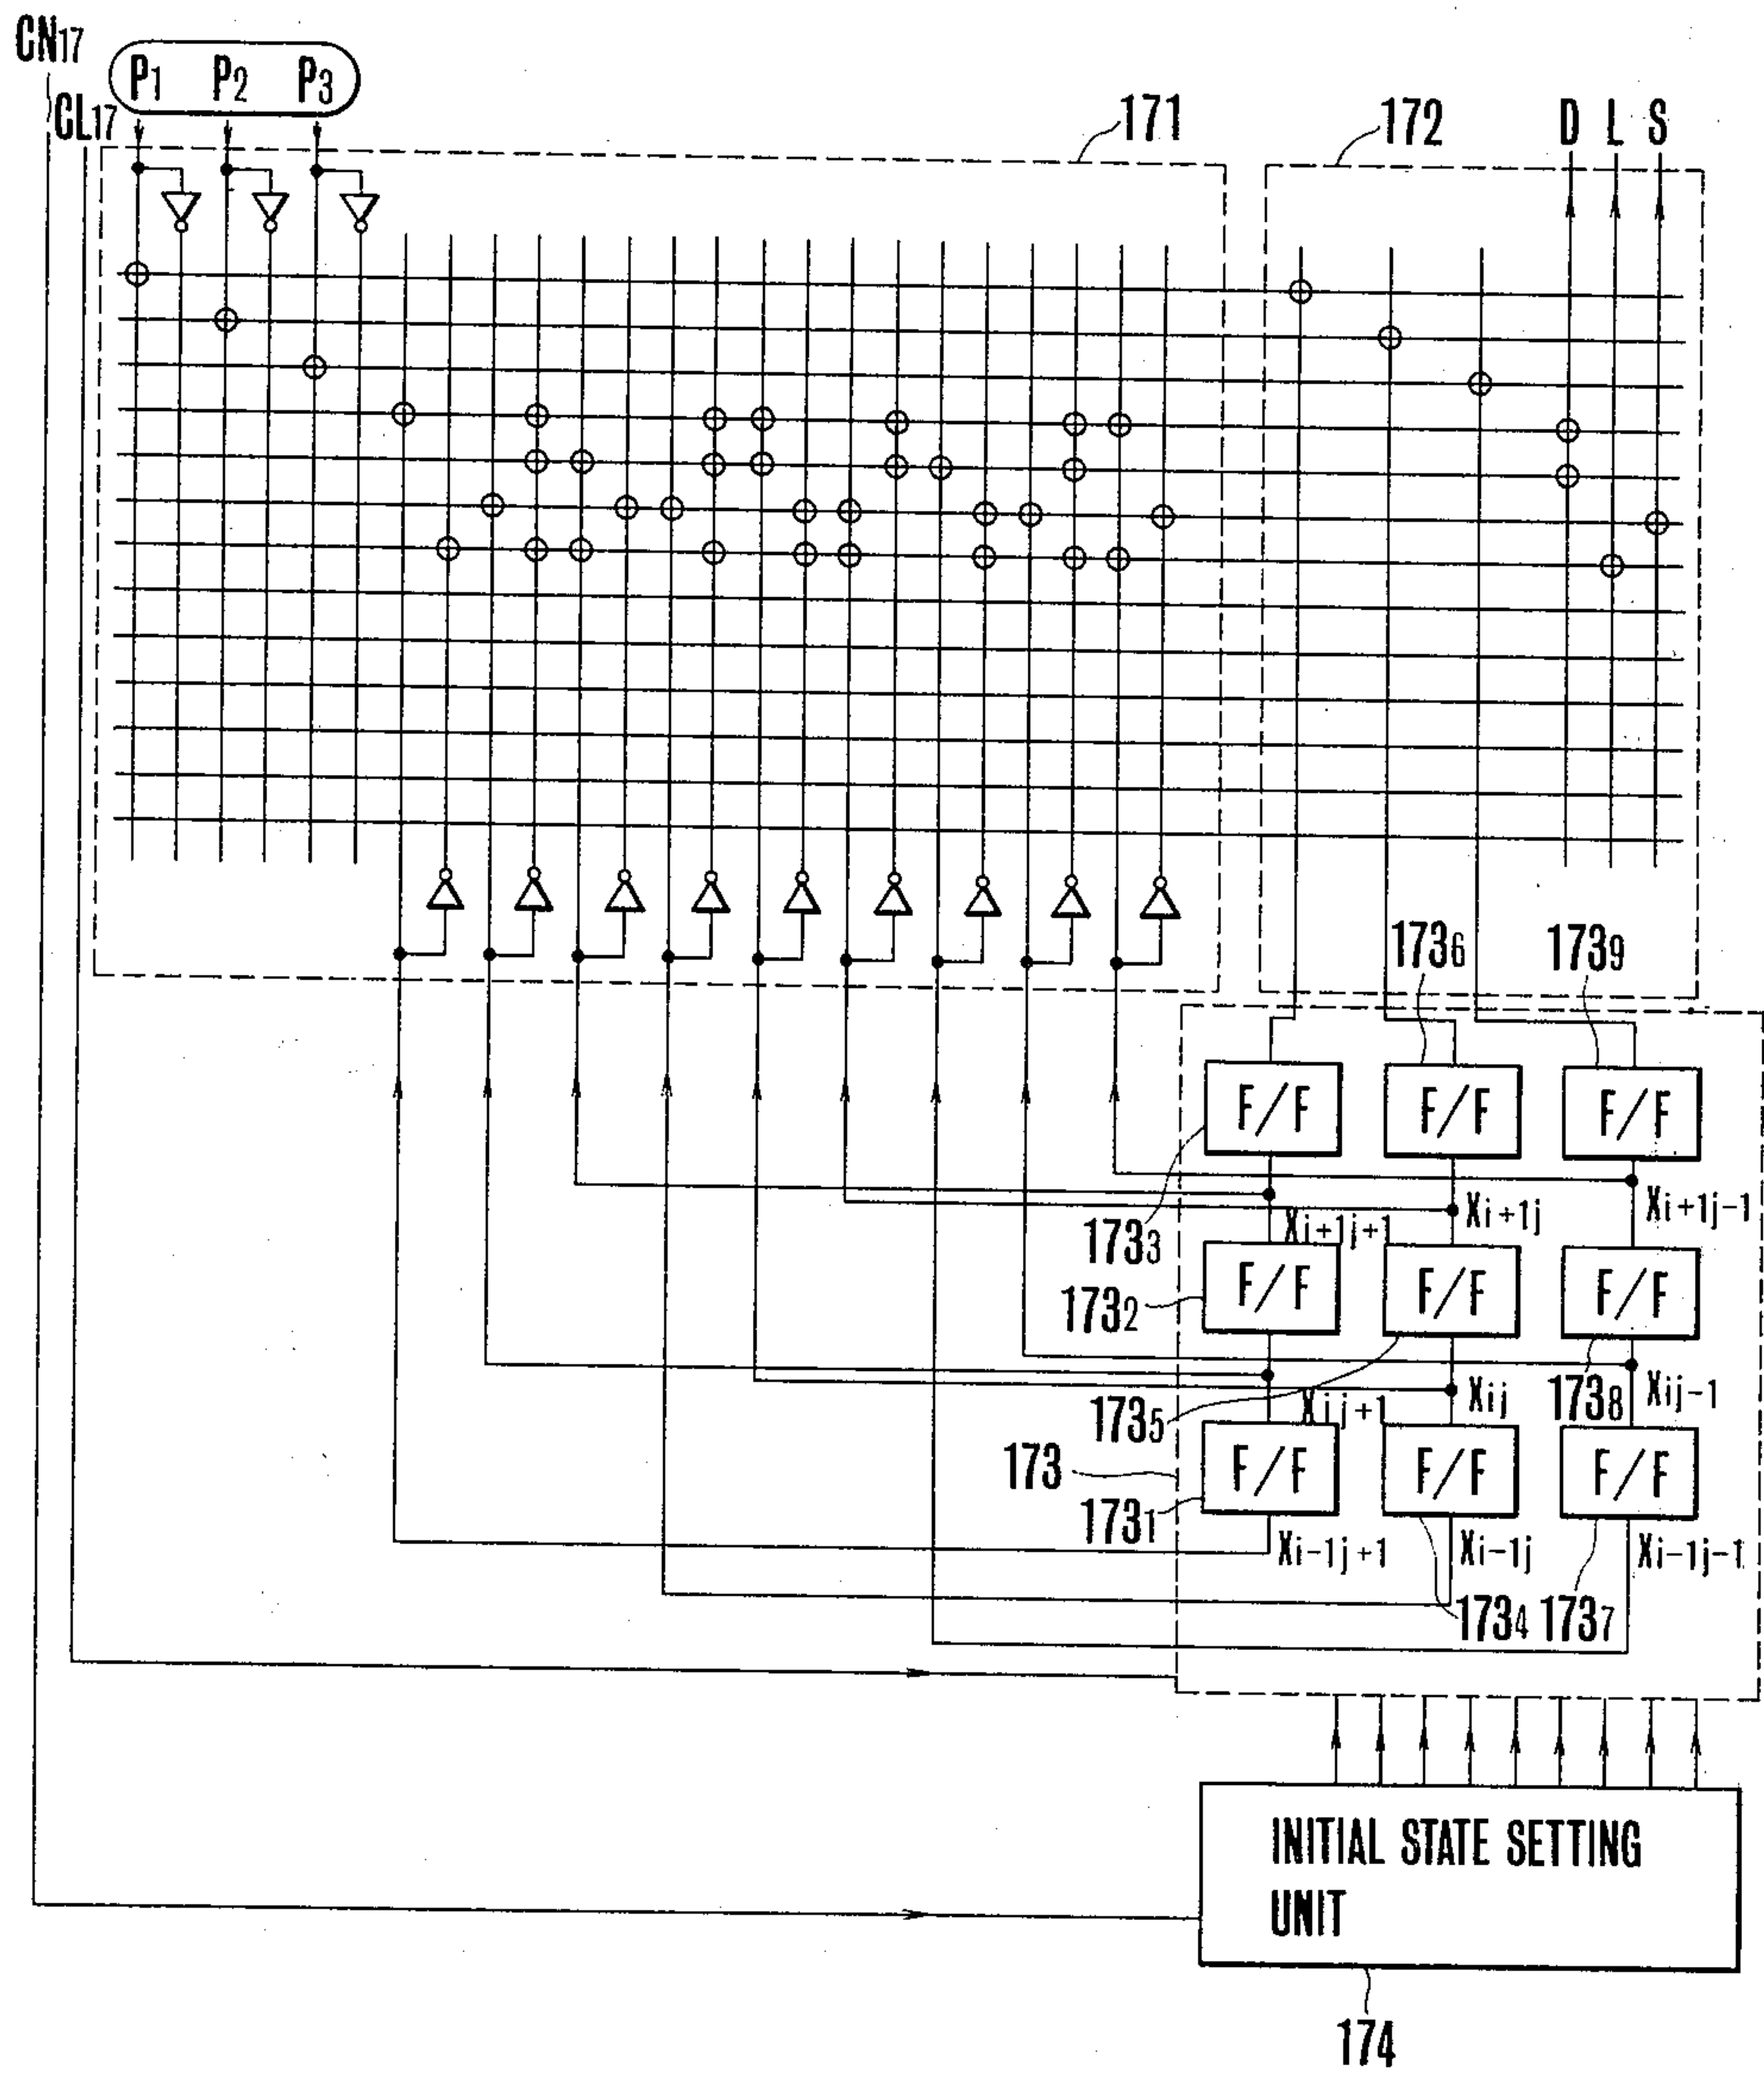 CN17
P1 P2 P3
CL17
171
172
D L S
1736
1739
F/F F/F F/F
1733
Xi+1j+1
Xi+1j
Xi+1j-1
1732
F/F F/F F/F
1735
Xij+1
Xij
1738
Xij-1
173
F/F F/F F/F
1731
Xi-1j+1
Xi-1j
Xi-1j-1
1734
1737
INITIAL STATE SETTING
UNIT
174